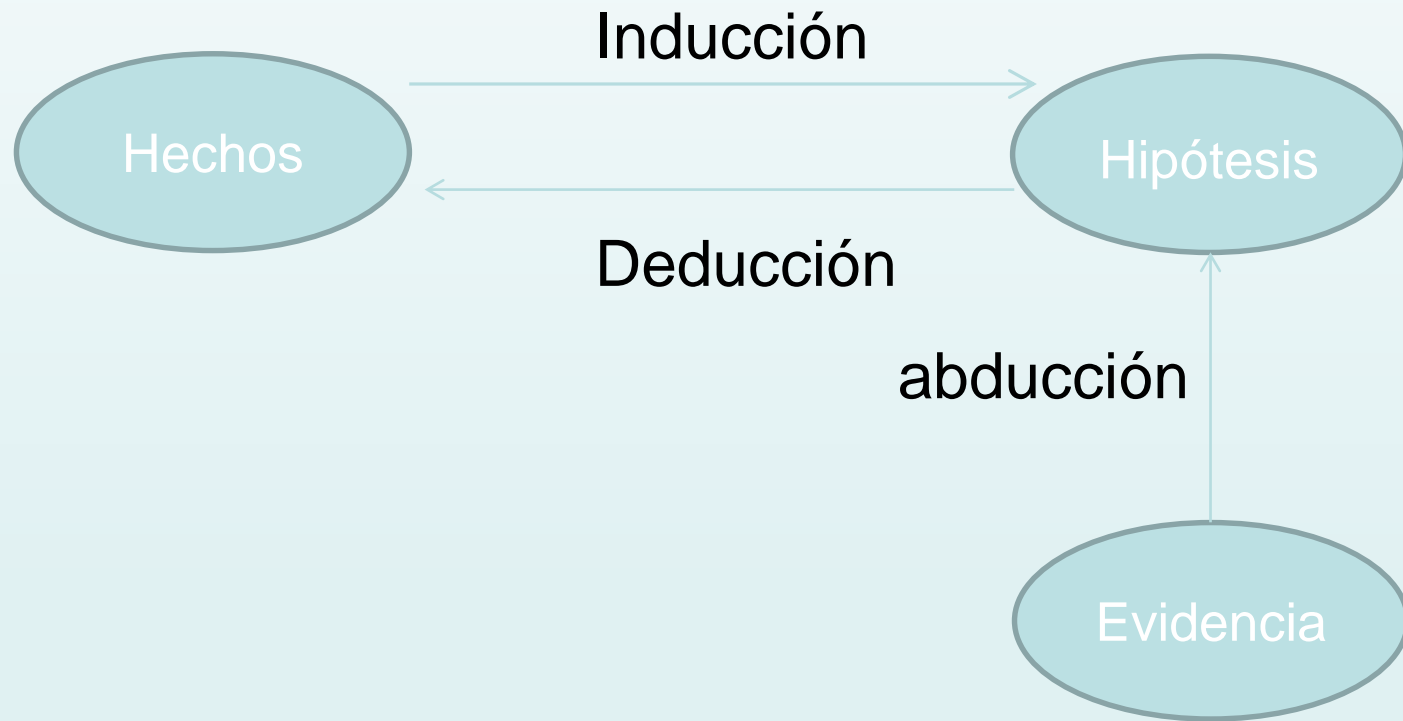 Inducción
Hechos
Hipótesis
Deducción
abducción
Evidencia